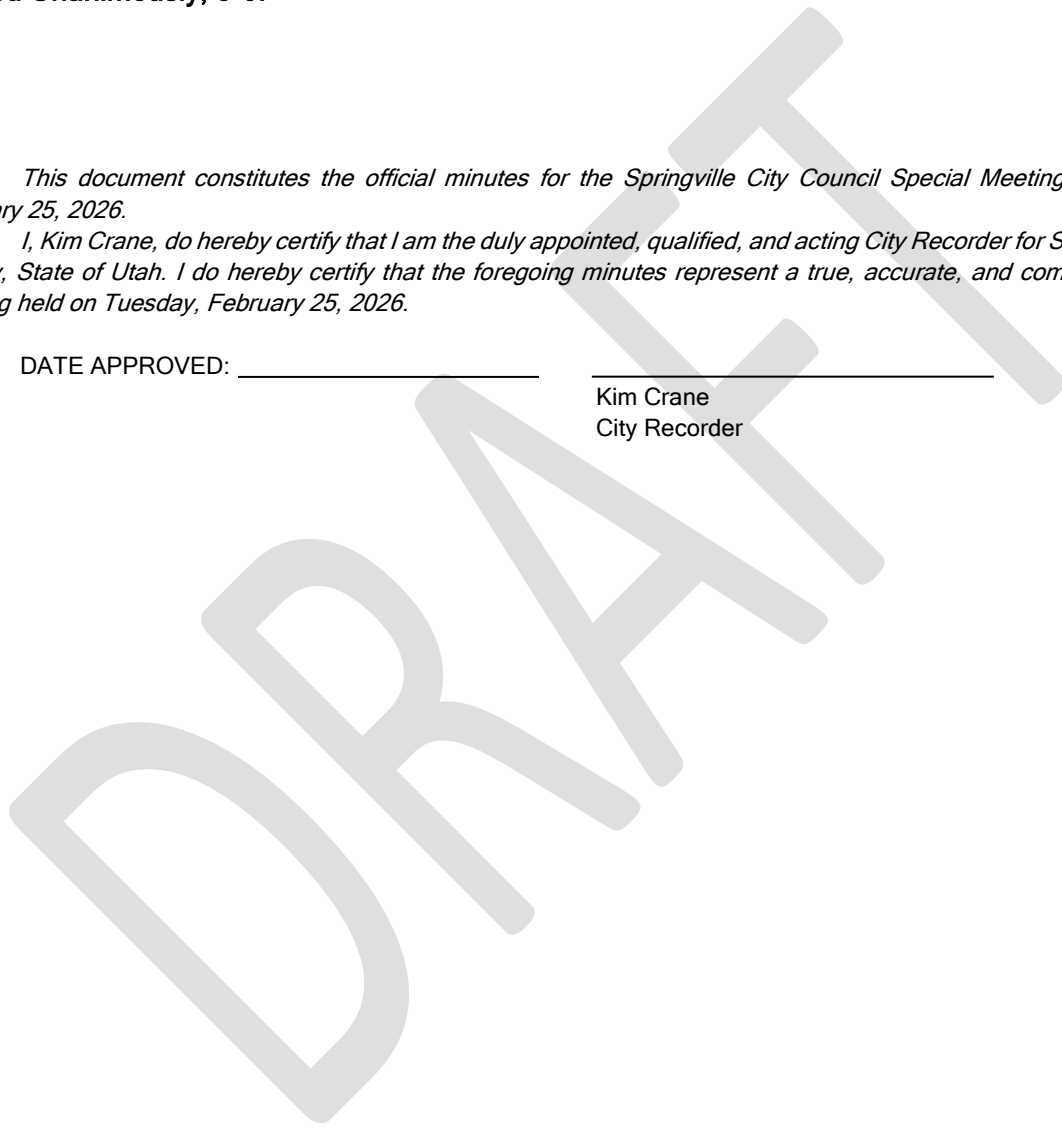 Unanimously,
This document constitutes the official minutes for the Springville City Council Special Meeting
ry 25, 2026.
I, Kim Crane, do hereby certify that I am the duly appointed, qualified, and acting City Recorder for S
, State of Utah. I do hereby certify that the foregoing minutes represent a true, accurate, and com
g held on Tuesday, February 25, 2026.
DATE APPROVED:
Kim Crane
City Recorder
DRAFT